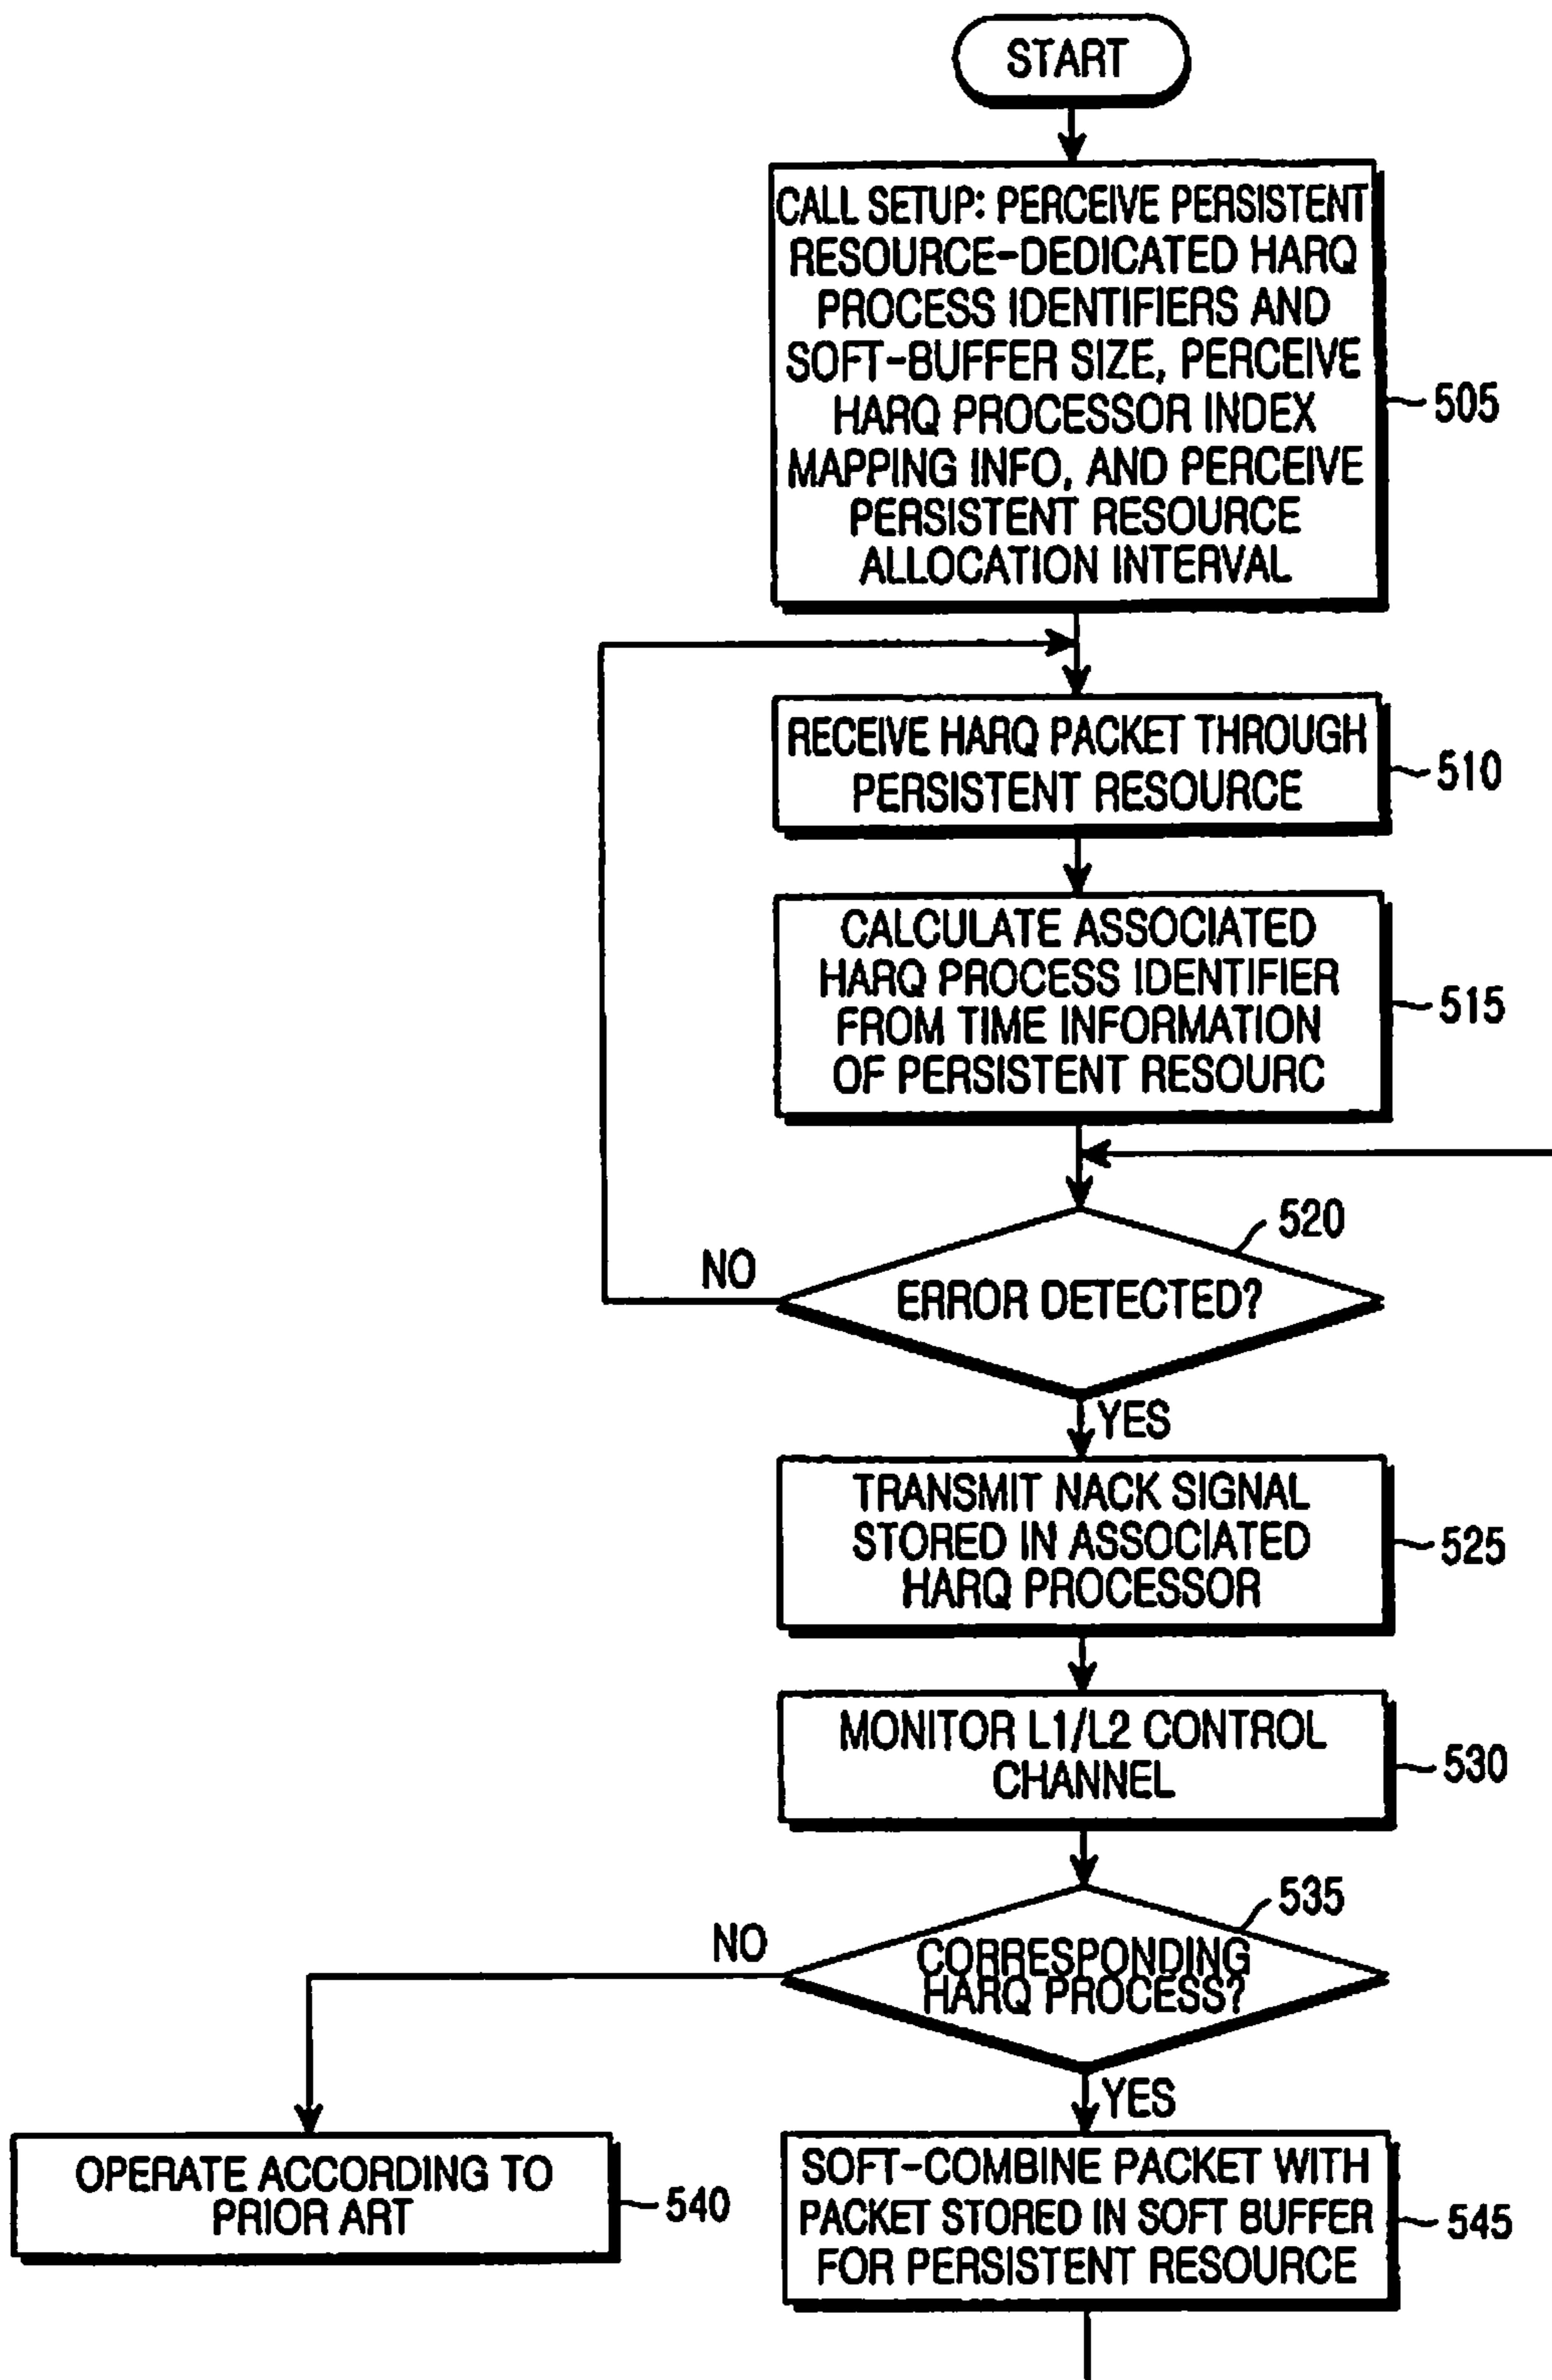 START
CALL SETUP: PERCEIVE PERSISTENT
RESOURCE-DEDICATED HARQ
PROCESS IDENTIFIERS AND
SOFT-BUFFER SIZE, PERCEIVE
HARQ PROCESSOR INDEX
MAPPING INFO, AND PERCEIVE
PERSISTENT RESOURCE
ALLOCATION INTERVAL
505
RECEIVE HARQ PACKET THROUGH
PERSISTENT RESOURCE
510
CALCULATE ASSOCIATED
HARQ PROCESS IDENTIFIER
FROM TIME INFORMATION
OF PERSISTENT RESOURC
515
520
NO
ERROR DETECTED?
YES
TRANSMIT NACK SIGNAL
STORED IN ASSOCIATED
HARQ PROCESSOR
525
MONITOR L1/L2 CONTROL
CHANNEL
530
535
NO
CORRESPONDING
HARQ PROCESS?
YES
OPERATE ACCORDING TO
PRIOR ART
540
SOFT-COMBINE PACKET WITH
PACKET STORED IN SOFT BUFFER
FOR PERSISTENT RESOURCE
545